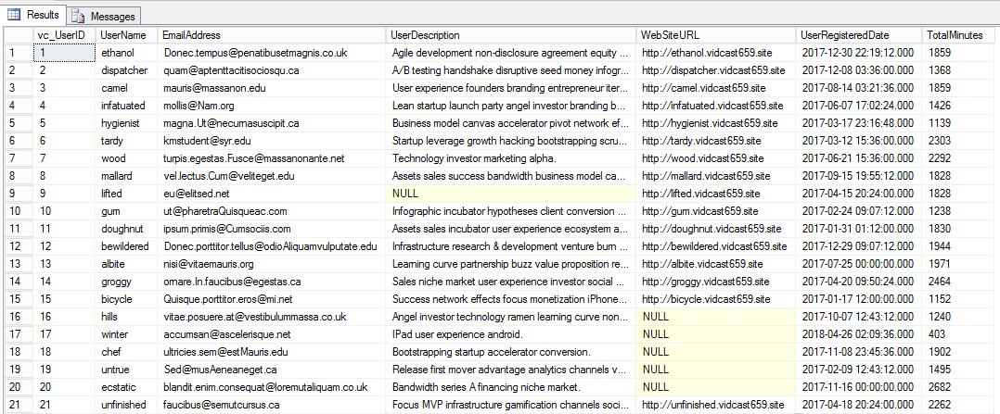 Results Messages
vc_UserID UserName EmailAddress UserDescription WebSiteURL UserRegisteredDate TotalMinutes
1 1 ethanol Donec.tempus@penatibusetmagnis.co.uk Agile development non-disclosure agreement equity ... http://ethanol.vidcast659.site 2017-12-30 22:19:12.000 1859
2 2 dispatcher quam@aptenttacitisociosqu.ca A/B testing handshake disruptive seed money infogr... http://dispatcher.vidcast659.site 2017-12-08 03:36:00.000 1368
3 3 camel mauris@massanon.edu User experience founders branding entrepreneur iter... http://camel.vidcast659.site 2017-08-14 03:21:36.000 1859
4 4 infatuated mollis@Nam.org Lean startup launch party angel investor branding b... http://infatuated.vidcast659.site 2017-06-07 17:02:24.000 1426
5 5 hygienist magna.Ut@necumasuscipit.ca Business model canvas accelerator pivot network ef... http://hygienist.vidcast659.site 2017-03-17 23:16:48.000 1139
6 6 tardy kmstudent@syr.edu Startup leverage growth hacking bootstrapping scru... http://tardy.vidcast659.site 2017-03-12 15:36:00.000 2303
7 7 wood turpis.egestas.Fusce@massanonante.net Technology investor marketing alpha. http://wood.vidcast659.site 2017-06-21 15:36:00.000 2292
8 8 mallard vel.lectus.Cum@veliteget.edu Assets sales success bandwidth business model ca... http://mallard.vidcast659.site 2017-09-15 19:55:12.000 1828
9 9 lifted eu@elitsed.net NULL http://lifted.vidcast659.site 2017-04-15 20:24:00.000 1828
10 10 gum ut@pharetraQuisqueac.com Infographic incubator hypotheses client conversion ... http://gum.vidcast659.site 2017-02-24 09:07:12.000 1238
11 11 doughnut ipsum.primis@Cumsociis.com Assets sales incubator user experience ecosystem a... http://doughnut.vidcast659.site 2017-01-31 01:12:00.000 1830
12 12 bewildered Donec.porttitor.tellus@odioAliquamvulputate.edu Infrastructure research & development venture burn ... http://bewildered.vidcast659.site 2017-12-29 09:07:12.000 1944
13 13 albite nisi@vitaemauris.org Learning curve partnership buzz value proposition re... http://albite.vidcast659.site 2017-07-25 00:00:00.000 1971
14 14 groggy ornare.In.faucibus@egestas.ca Sales niche market user experience investor social ... http://groggy.vidcast659.site 2017-04-20 09:50:24.000 2464
15 15 bicycle Quisque.porttitor.eros@mi.net Success network effects focus monetization iPhone... http://bicycle.vidcast659.site 2017-01-17 12:00:00.000 1152
16 16 hills vitae.posuere.at@vestibulummassa.co.uk Angel investor technology ramen learning curve non... NULL 2017-10-07 12:43:12.000 1240
17 17 winter accumsan@ascelerisque.net IPad user experience android. NULL 2018-04-26 02:09:36.000 403
18 18 chef ultricies.sem@estMauris.edu Bootstrapping startup accelerator conversion. NULL 2017-11-08 23:45:36.000 1902
19 19 untrue Sed@musAeneaneget.ca Release first mover advantage analytics channels v... NULL 2017-02-09 12:43:12.000 1495
20 20 ecstatic blandit.enim.consequat@loremutaliquam.co.uk Bandwidth series A financing niche market. NULL 2017-11-16 00:00:00.000 2682
21 21 unfinished faucibus@semutcursus.ca Focus MVP infrastructure gamification channels soci... http://unfinished.vidcast659.site 2017-04-18 20:24:00.000 2262